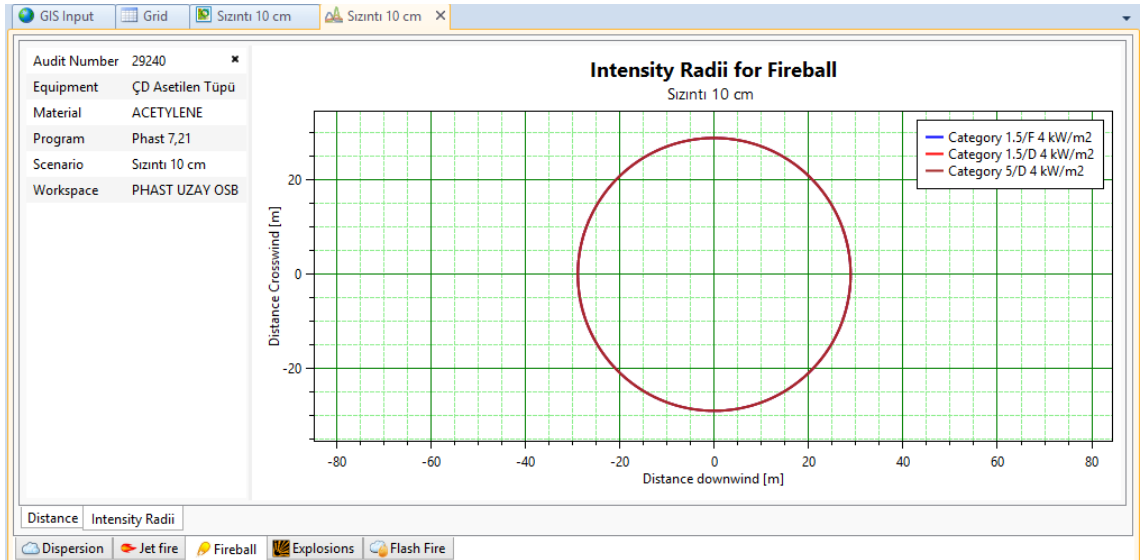 GIS Input Grid Sızıntı 10 cm Sızıntı 10 cm
Audit Number 29240
Equipment ÇD Asetilen Tüpü
Material ACETYLENE
Program Phast 7,21
Scenario Sızıntı 10 cm
Workspace PHAST UZAY OSB
Intensity Radii for Fireball
Sızıntı 10 cm
Category 1.5/F 4 kW/m2
Category 1.5/D 4 kW/m2
Category 5/D 4 kW/m2
Distance Crosswind [m]
20
0
-20
-80 -60 -40 -20 0 20 40 60 80
Distance downwind [m]
Distance Intensity Radii
Dispersion Jet fire Fireball Explosions Flash Fire